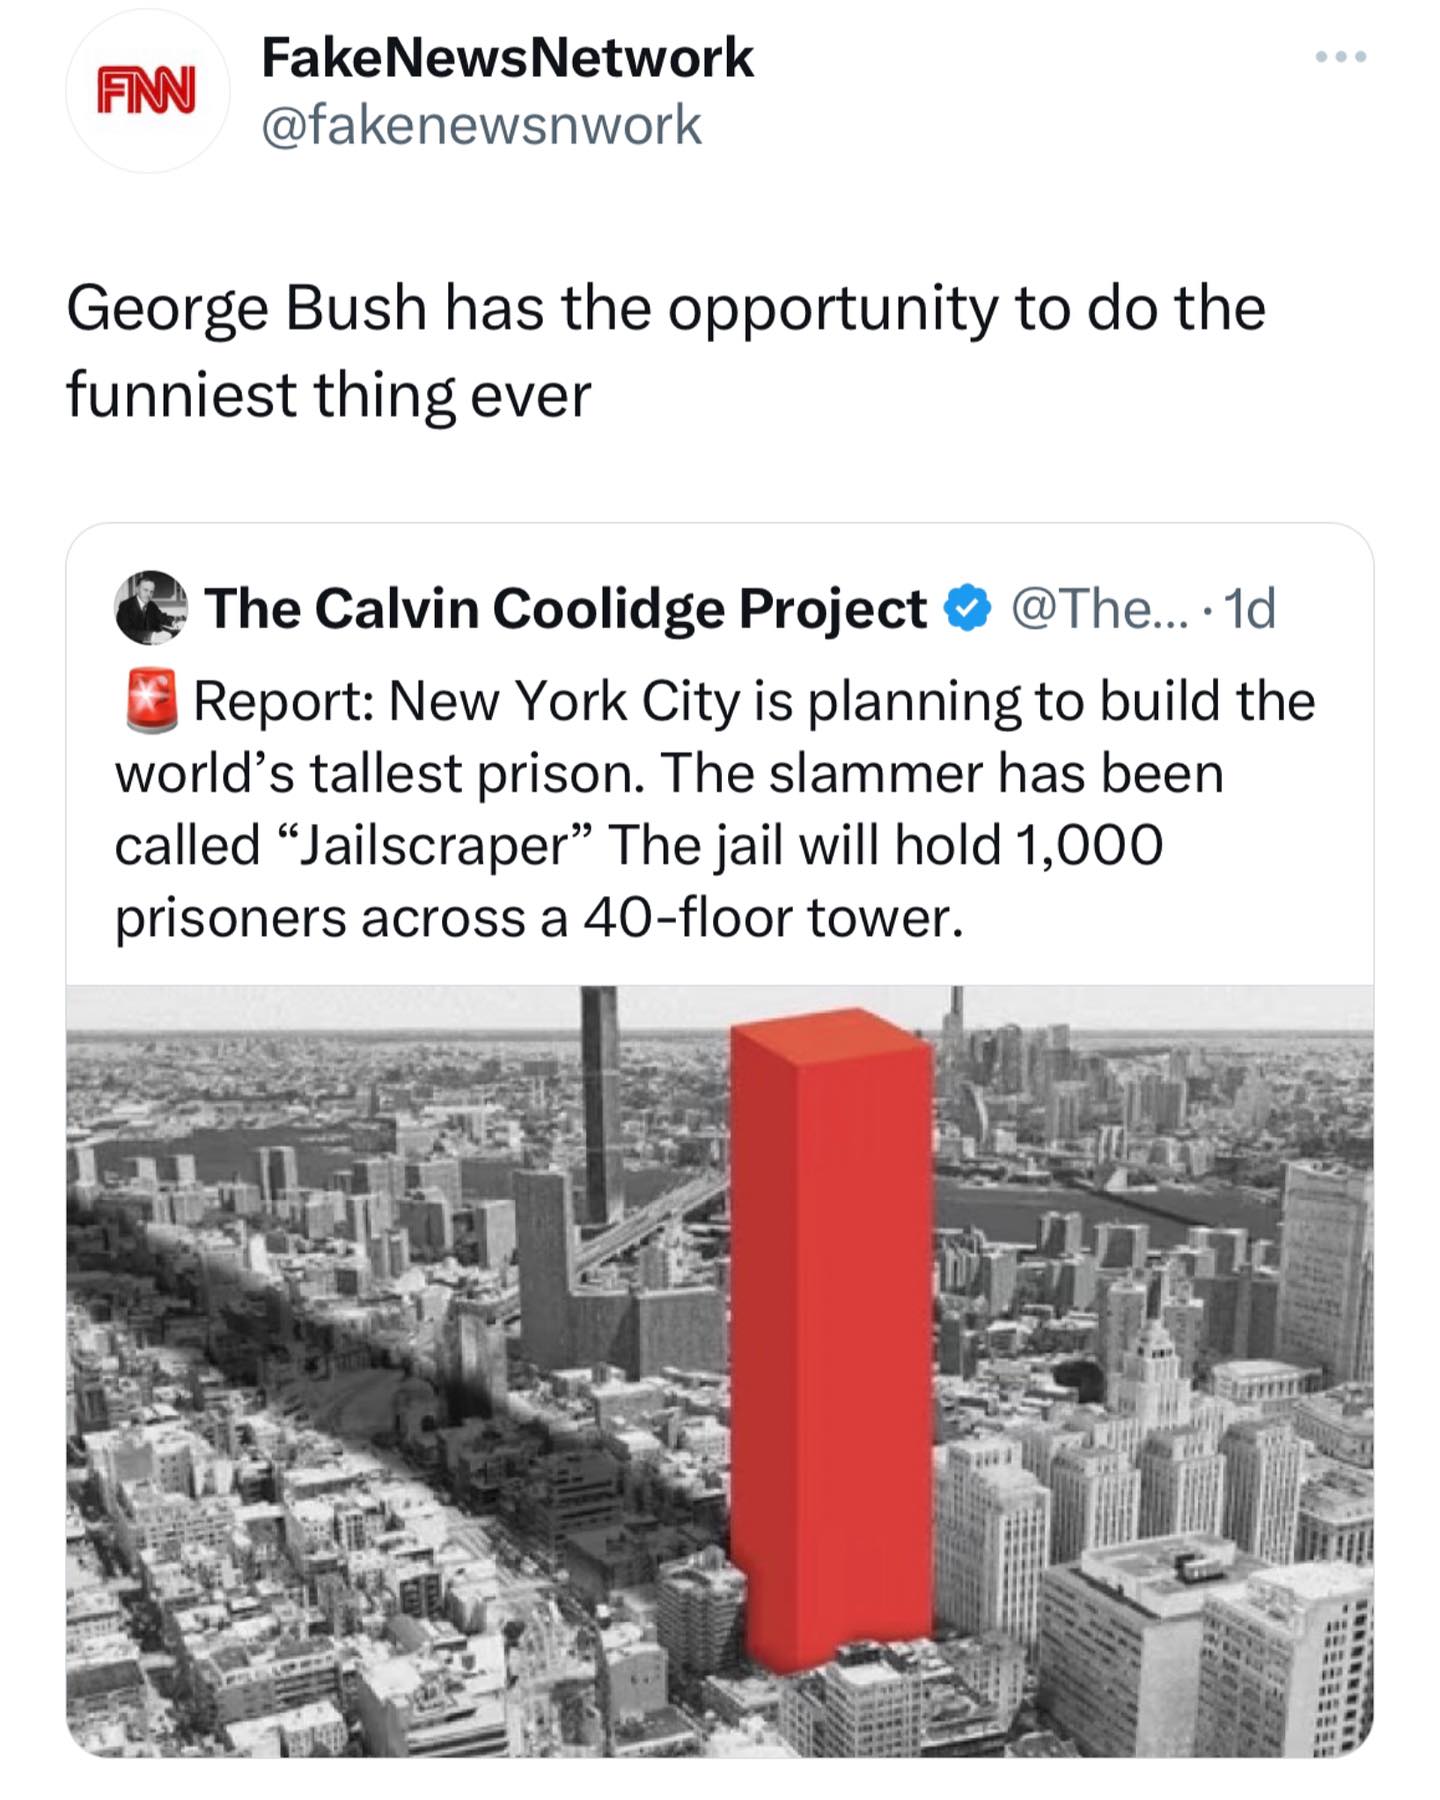 FNN
FakeNewsNetwork
@fakenewsnwork
George Bush has the opportunity to do the
funniest thing ever
The Calvin Coolidge Project @The... · 1d
🚨Report: New York City is planning to build the
world’s tallest prison. The slammer has been
called “Jailscraper” The jail will hold 1,000
prisoners across a 40-floor tower.